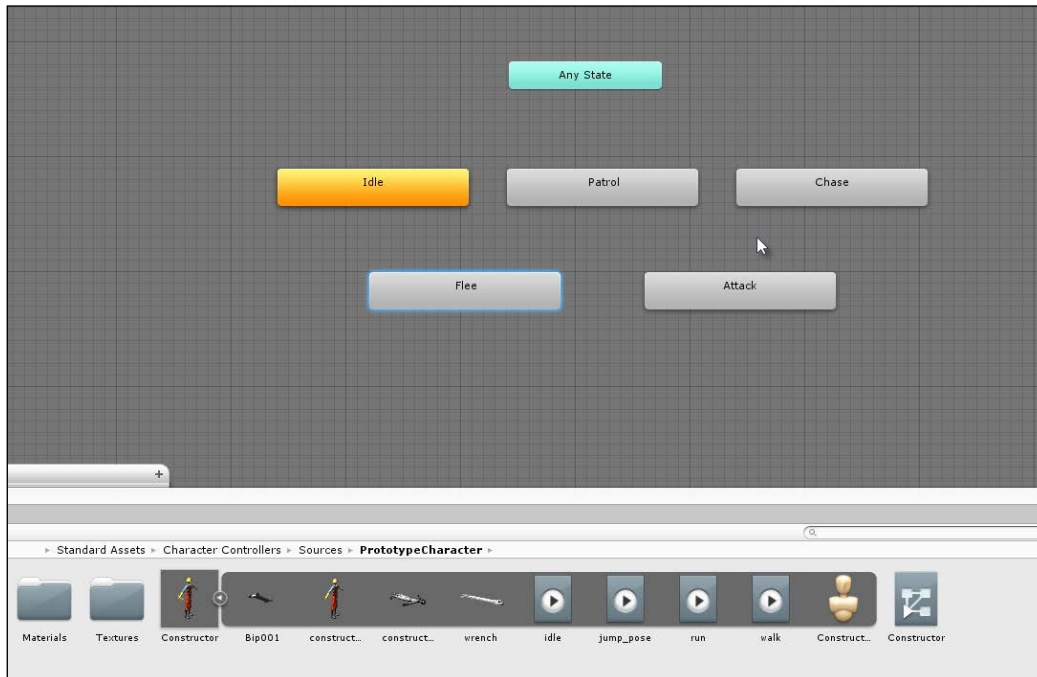 Any State
Idle Patrol Chase
Flee Attack
+
Standard Assets ▸ Character Controllers ▸ Sources ▸ PrototypeCharacter ▸
Materials Textures Constructor Bip001 construct... construct... wrench idle jump_pose run walk Construct... Constructor